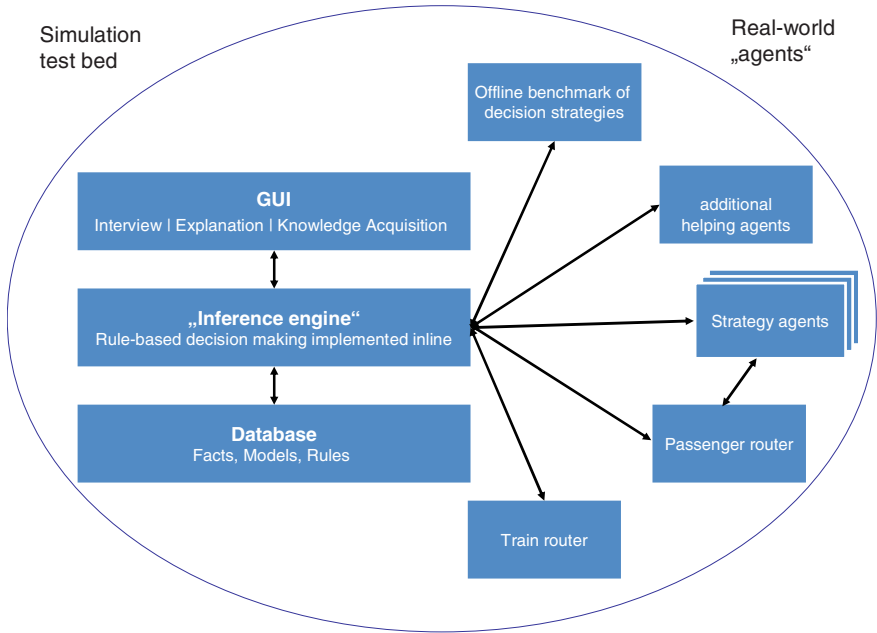 Simulation
test bed
Real-world
„agents“
Offline benchmark of
decision strategies
GUI
Interview | Explanation | Knowledge Acquisition
additional
helping agents
„Inference engine“
Rule-based decision making implemented inline
Strategy agents
Database
Facts, Models, Rules
Passenger router
Train router